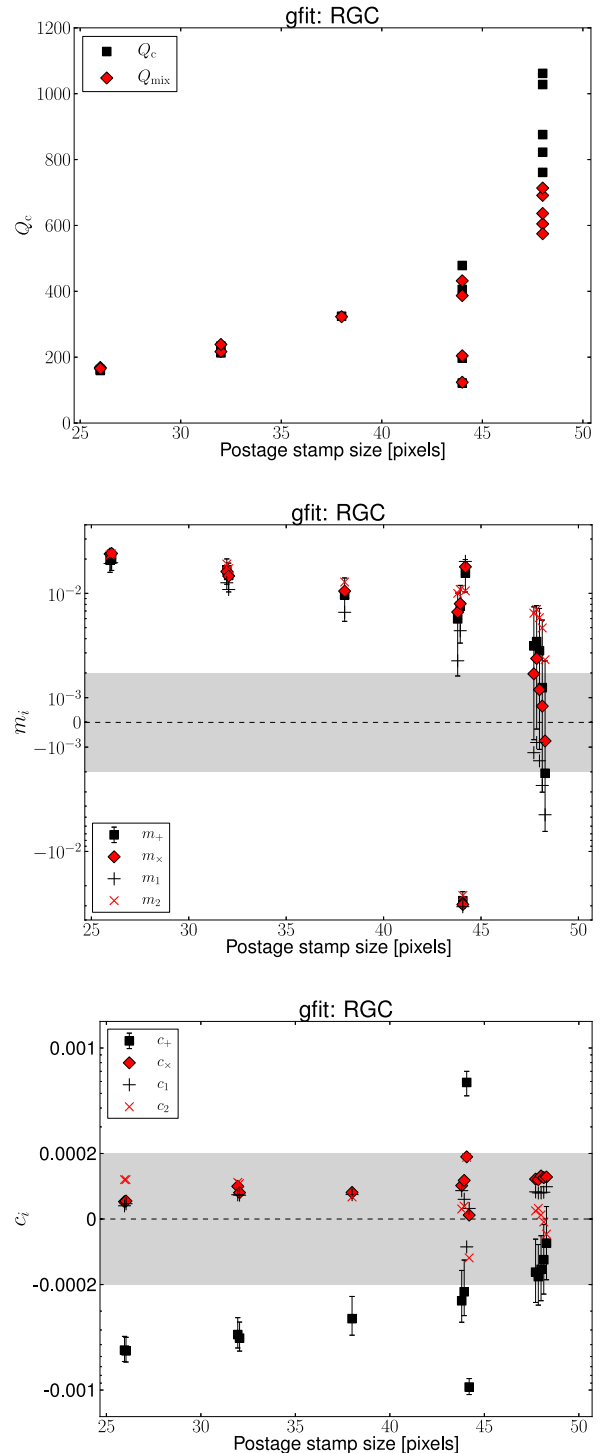 gfit: RGC
1200
1000
800
600
400
200
0
Q_c
Q_c
Q_mix
25 30 35 40 45 50
Postage stamp size [pixels]
gfit: RGC
10^-2
10^-3
0
-10^-3
-10^-2
m_i
m_+
m_×
m_1
m_2
25 30 35 40 45 50
Postage stamp size [pixels]
gfit: RGC
0.001
0.0002
0
-0.0002
-0.001
c_i
c_+
c_×
c_1
c_2
25 30 35 40 45 50
Postage stamp size [pixels]